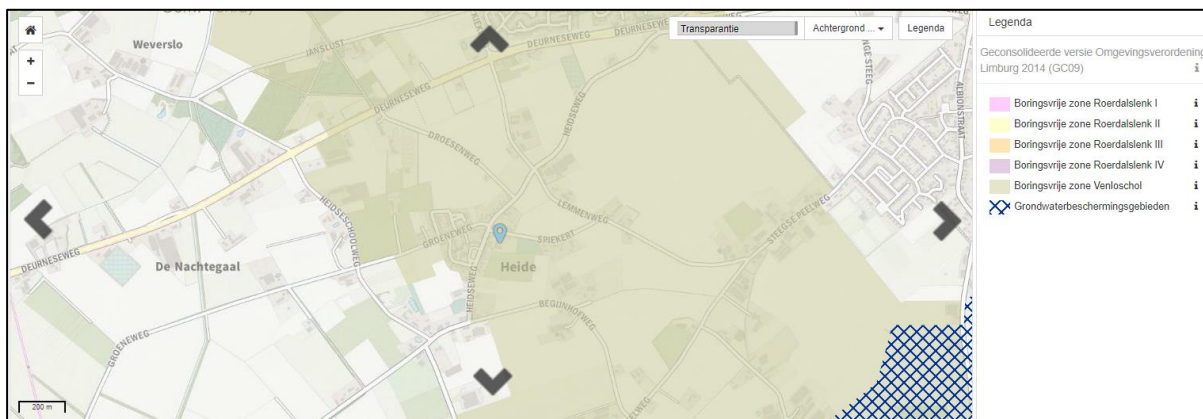 Weverslo
JANSLUST
DEURNESEWEG
DEURNESEWEG
Transparantie
Achtergrond ...
Legenda
ALBIONSTRAAT
DROESENWEG
HEIDSEWEG
LEMMENWEG
STEEGSE PEELWEG
HEIDSESCHOOLWEG
GROENEWEG
SPIEKERT
Heide
DEURNESEWEG
De Nachtegaal
HEIDSEWEG
BEGIJNHOFWEG
GROENEWEG
200 m
Legenda
Geconsolideerde versie Omgevingsverordening
Limburg 2014 (GC09)
Boringsvrije zone Roerdalslenk I
Boringsvrije zone Roerdalslenk II
Boringsvrije zone Roerdalslenk III
Boringsvrije zone Roerdalslenk IV
Boringsvrije zone Venloschol
Grondwaterbeschermingsgebieden